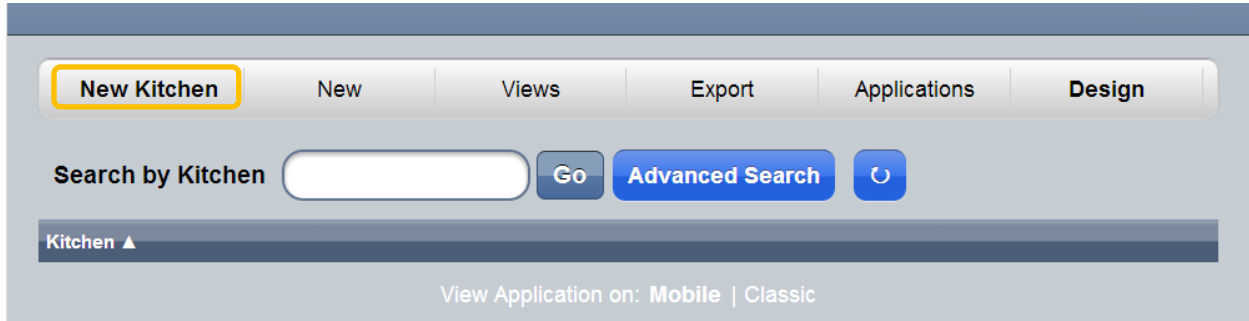 New Kitchen New Views Export Applications Design
Search by Kitchen Go Advanced Search
Kitchen ▲
View Application on: Mobile | Classic